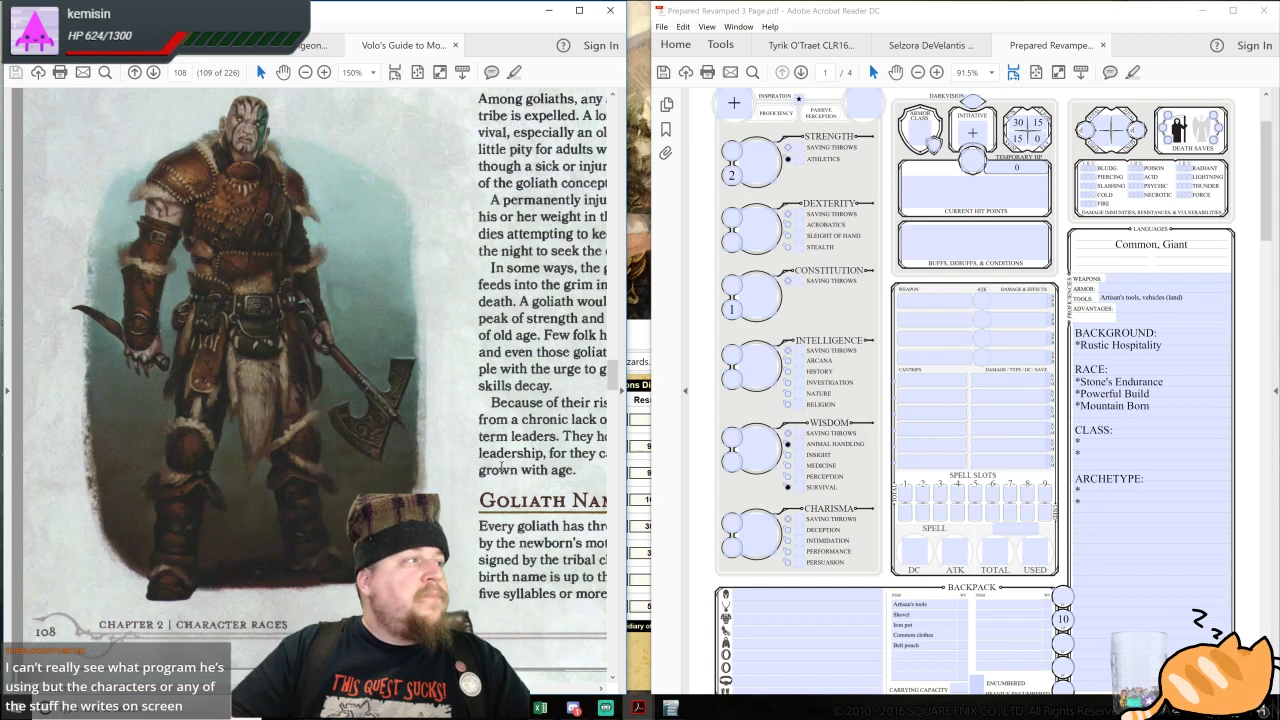 kemisin
HP 624/1300
Volo's Guide to Mo...
Sign In
108
(109 of 226)
150%
Among goliaths, any
tribe is expelled. A lo
vival, especially an ol
little pity for adults w
though a sick or injur
of the goliath concept
A permanently inju
his or her weight in th
dies attempting to ke
the night to seek the
In some ways, the g
feeds into the grim in
death. A goliath woul
peak of strength and
of old age. Few folk h
and even those goliat
ple with the urge to g
skills decay.
Because of their ris
from a chronic lack o
term leaders. They ho
leadership, for they ca
grown with age.
GOLIATH NAM
Every goliath has thr
by the newborn's mot
signed by the tribal ch
birth name is up to th
five syllables or more
108
CHAPTER 2 | CHARACTER RACES
I can't really see what program he's
using but the characters or any of
the stuff he writes on screen
THIS QUEST SUCKS!
Prepared Revamped 3 Page.pdf - Adobe Acrobat Reader DC
File Edit View Window Help
Home Tools
Tyrik O'Traet CLR16...
Selzora DeVelantis ...
Prepared Revampe...
Sign In
1 / 4
91.5%
INSPIRATION
PROFICIENCY
PASSIVE
PERCEPTION
STRENGTH
SAVING THROWS
ATHLETICS
2
DEXTERITY
SAVING THROWS
ACROBATICS
SLEIGHT OF HAND
STEALTH
CONSTITUTION
SAVING THROWS
1
INTELLIGENCE
SAVING THROWS
ARCANA
HISTORY
INVESTIGATION
NATURE
RELIGION
WISDOM
SAVING THROWS
ANIMAL HANDLING
INSIGHT
MEDICINE
PERCEPTION
SURVIVAL
CHARISMA
SAVING THROWS
DECEPTION
INTIMIDATION
PERFORMANCE
PERSUASION
DARKVISION
ARMOR
CLASS
INITIATIVE
30 15
15 0
TEMPORARY HP
0
CURRENT HIT POINTS
BUFFS, DEBUFFS, & CONDITIONS
WEAPON ATK DAMAGE & EFFECTS
CANTRIPS DAMAGE / TYPE / DC / SAVE
SPELL SLOTS
-1- -2- -3- -4- -5- -6- -7- -8- -9-
SPELL
DC ATK TOTAL USED
DEATH SAVES
BLUDG. POISON RADIANT
PIERCING ACID LIGHTNING
SLASHING PSYCHIC THUNDER
COLD NECROTIC FORCE
FIRE
DAMAGE IMMUNITIES, RESISTANCES, & VULNERABILITIES
LANGUAGES
Common, Giant
PROFICIENCIES
WEAPONS:
ARMOR:
TOOLS: Artisan's tools, vehicles (land)
ADVANTAGES:
BACKGROUND:
*Rustic Hospitality
RACE:
*Stone's Endurance
*Powerful Build
*Mountain Born
CLASS:
*
*
ARCHETYPE:
*
*
BACKPACK
ITEM WT ITEM WT
Artisan's tools
Shovel
Iron pot
Common clothes
Belt pouch
10
CARRYING CAPACITY
ENCUMBERED
HEAVILY ENCUMBERED
z z z
© 2010 - 2016 SQUARE ENIX CO., LTD. All Rights Reserved